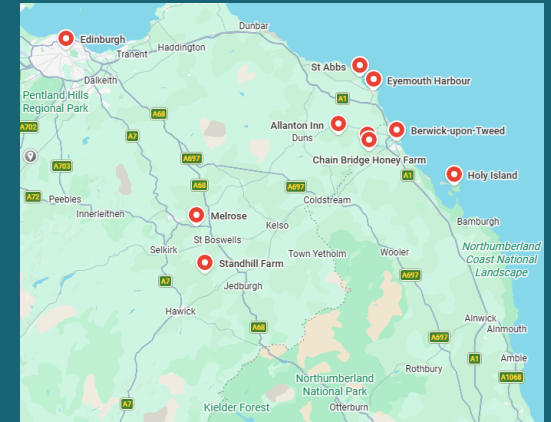 Dunbar
Edinburgh
Tranent
Haddington
St Abbs
Dalkeith
Eyemouth Harbour
Pentland Hills
Regional Park
A1
A68
A702
Allanton Inn
Berwick-upon-Tweed
A7
Duns
A697
Chain Bridge Honey Farm
A703
A1
Holy Island
A68
A697
A72
Peebles
Coldstream
Innerleithen
Melrose
Bamburgh
Kelso
St Boswells
Selkirk
Town Yetholm
Wooler
Northumberland
Coast National
Landscape
Standhill Farm
A697
A7
Jedburgh
Hawick
Alnwick
A68
Alnmouth
A697
A1
Amble
Rothbury
A1068
Northumberland
National Park
A7
Kielder Forest
Otterburn